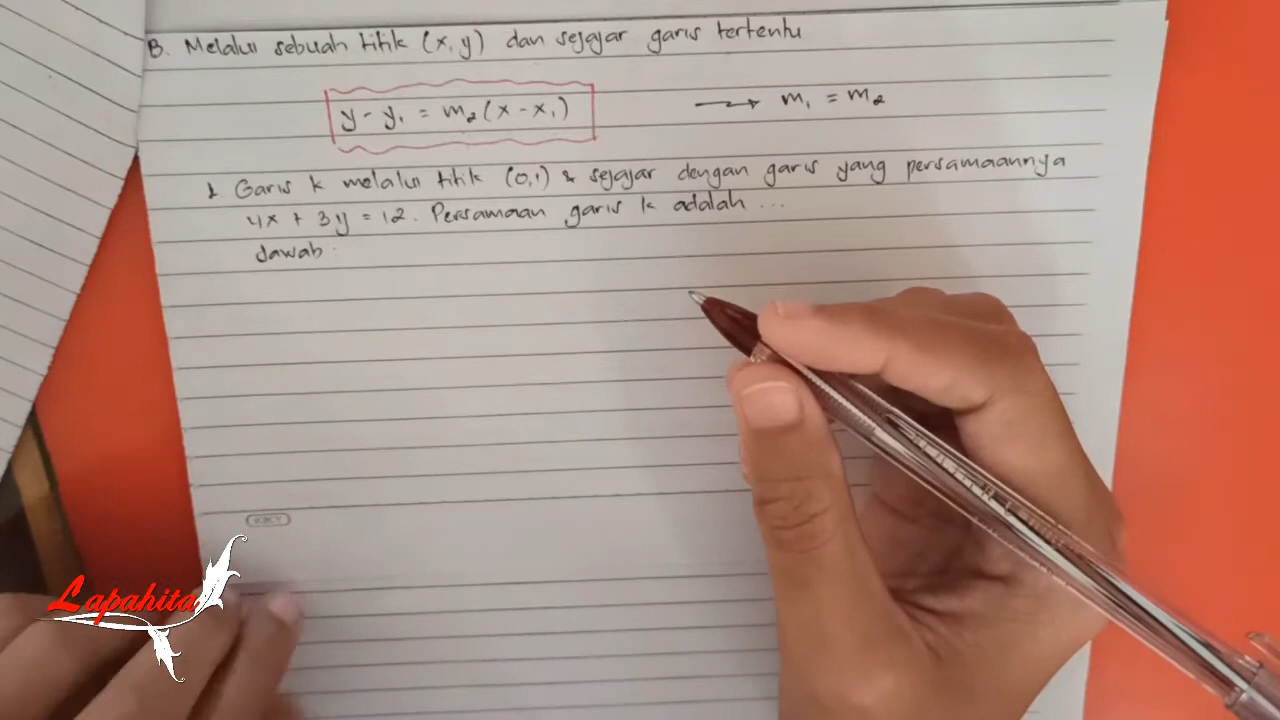 B. Melalui sebuah titik (x, y) dan sejajar garis tertentu
y - y₁ = m₂ (x - x₁) → m₁ = m₂
1. Garis k melalui titik (0,1) & sejajar dengan garis yang persamaannya
4x + 3y = 12. Persamaan garis k adalah ...
Jawab :
KIKY
Lapahita